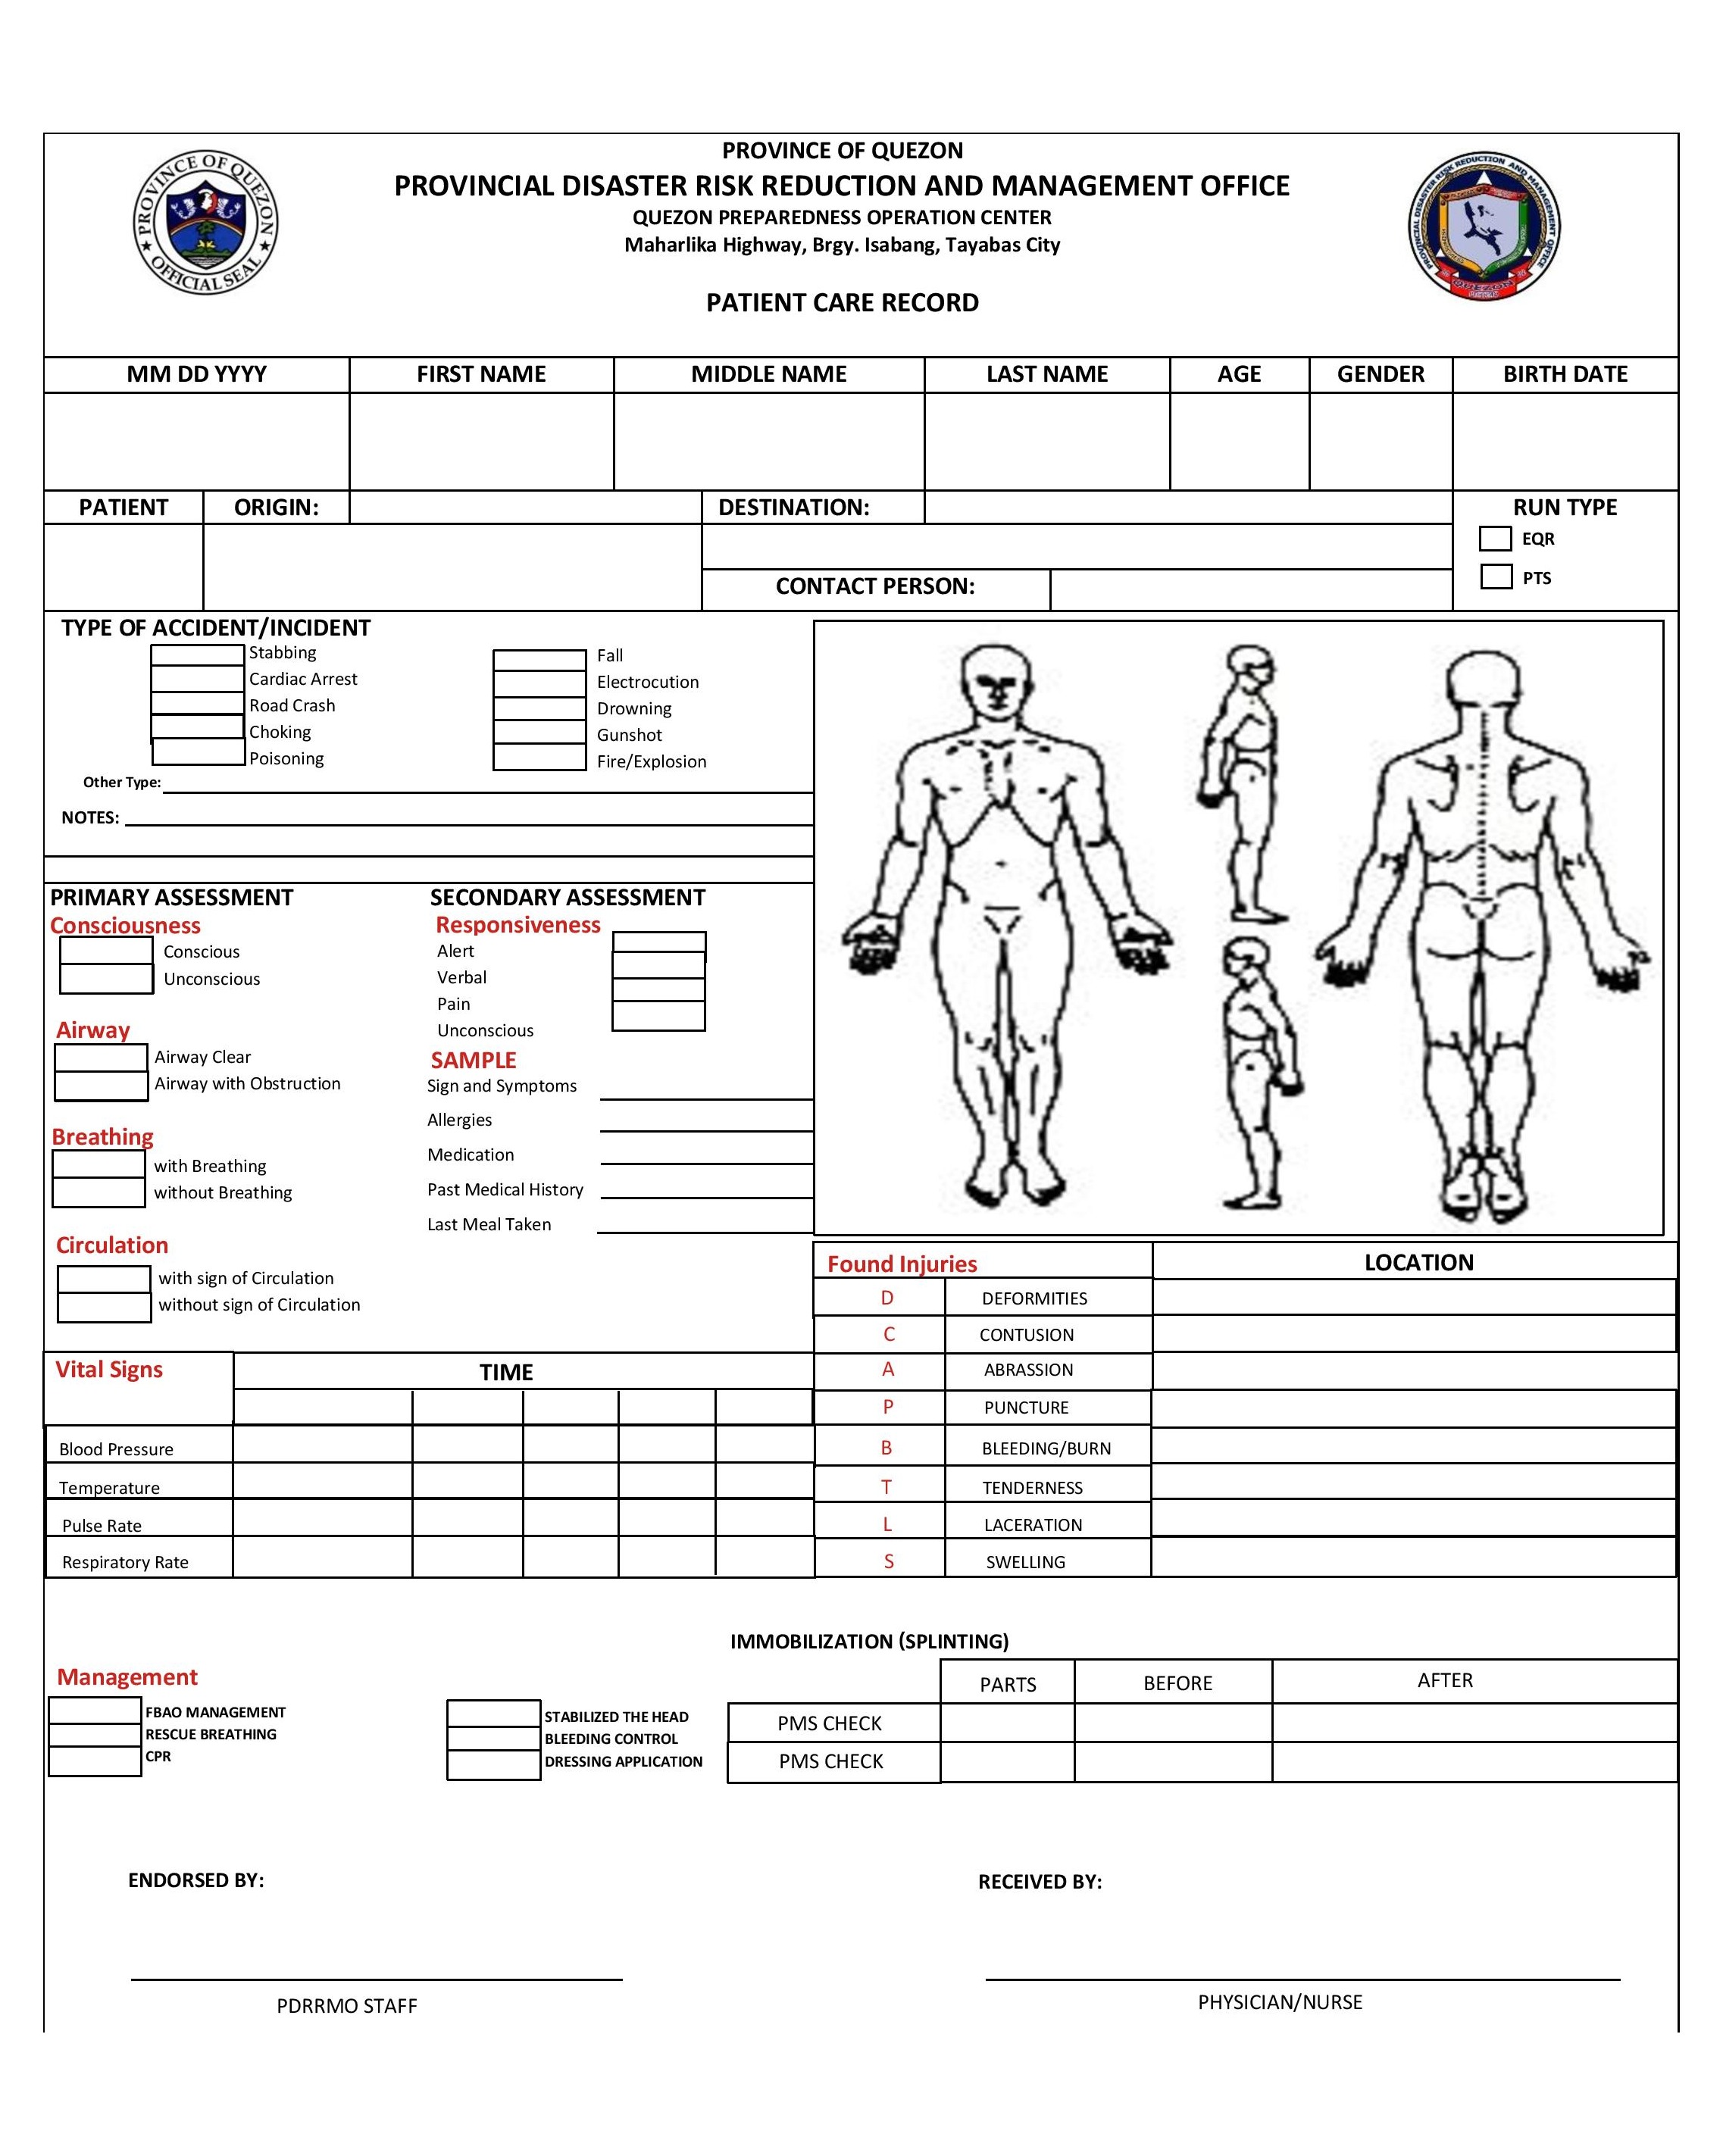 PROVINCE OF QUEZON
PROVINCIAL DISASTER RISK REDUCTION AND MANAGEMENT OFFICE
QUEZON PREPAREDNESS OPERATION CENTER
Maharlika Highway, Brgy. Isabang, Tayabas City
PATIENT CARE RECORD
PROVINCE OF QUEZON
OFFICIAL SEAL
PROVINCIAL DISASTER RISK REDUCTION AND MANAGEMENT OFFICE
QUEZON
MM DD YYYY FIRST NAME MIDDLE NAME LAST NAME AGE GENDER BIRTH DATE
PATIENT ORIGIN: DESTINATION: RUN TYPE
EQR
PTS
CONTACT PERSON:
TYPE OF ACCIDENT/INCIDENT
Stabbing Fall
Cardiac Arrest Electrocution
Road Crash Drowning
Choking Gunshot
Poisoning Fire/Explosion
Other Type:
NOTES:
PRIMARY ASSESSMENT
Consciousness
Conscious
Unconscious
Airway
Airway Clear
Airway with Obstruction
Breathing
with Breathing
without Breathing
Circulation
with sign of Circulation
without sign of Circulation
SECONDARY ASSESSMENT
Responsiveness
Alert
Verbal
Pain
Unconscious
SAMPLE
Sign and Symptoms
Allergies
Medication
Past Medical History
Last Meal Taken
Found Injuries LOCATION
D DEFORMITIES
C CONTUSION
A ABRASSION
P PUNCTURE
B BLEEDING/BURN
T TENDERNESS
L LACERATION
S SWELLING
Vital Signs TIME
Blood Pressure
Temperature
Pulse Rate
Respiratory Rate
Management
FBAO MANAGEMENT
RESCUE BREATHING
CPR
STABILIZED THE HEAD
BLEEDING CONTROL
DRESSING APPLICATION
IMMOBILIZATION (SPLINTING)
PARTS BEFORE AFTER
PMS CHECK
PMS CHECK
ENDORSED BY: RECEIVED BY:
PDRRMO STAFF PHYSICIAN/NURSE